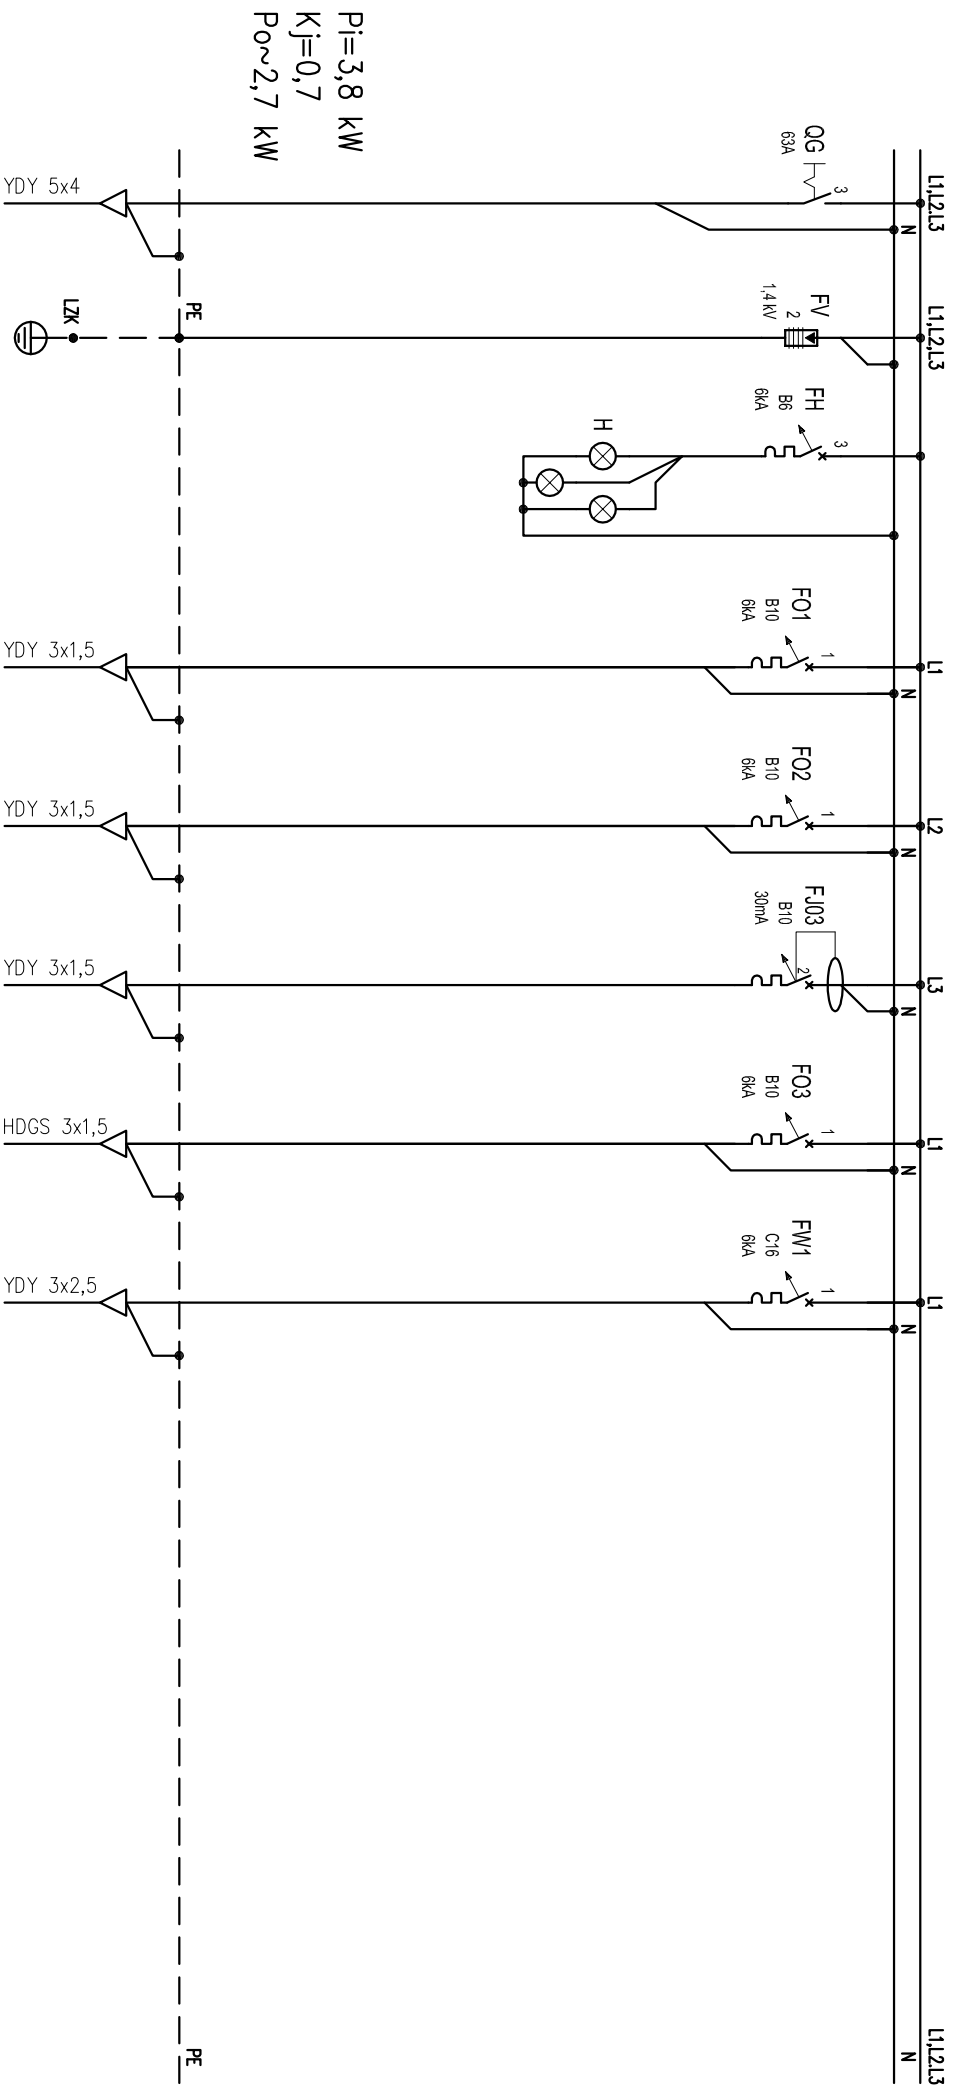 L1,L2.L3
N
QG
63A
3
YDY 5x4
Pi=3,8 kW
Kj=0,7
Po~2,7 kW
L1,L2,L3
FV
1,4 kV
2
PE
LZK
FH
B6
6kA
3
H
L1
N
FO1
B10
6kA
1
YDY 3x1,5
L2
N
FO2
B10
6kA
1
YDY 3x1,5
L3
N
FJ03
B10
30mA
2
YDY 3x1,5
L1
N
FO3
B10
6kA
1
HDGS 3x1,5
L1
N
FW1
C16
6kA
1
YDY 3x2,5
L1,L2.L3
N
PE